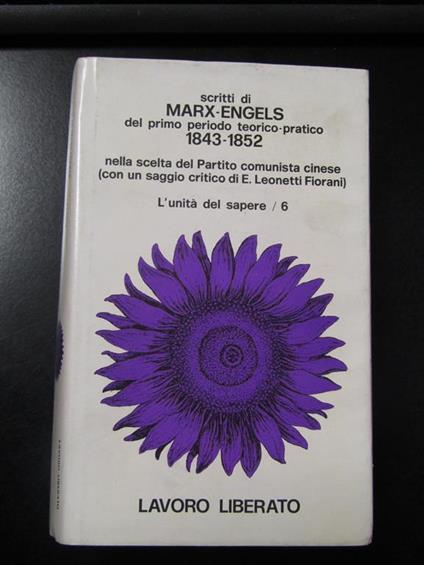 scritti di
MARX-ENGELS
del primo periodo teorico-pratico
1843-1852
nella scelta del Partito comunista cinese
(con un saggio critico di E. Leonetti Fiorani)
L'unità del sapere / 6
LAVORO LIBERATO